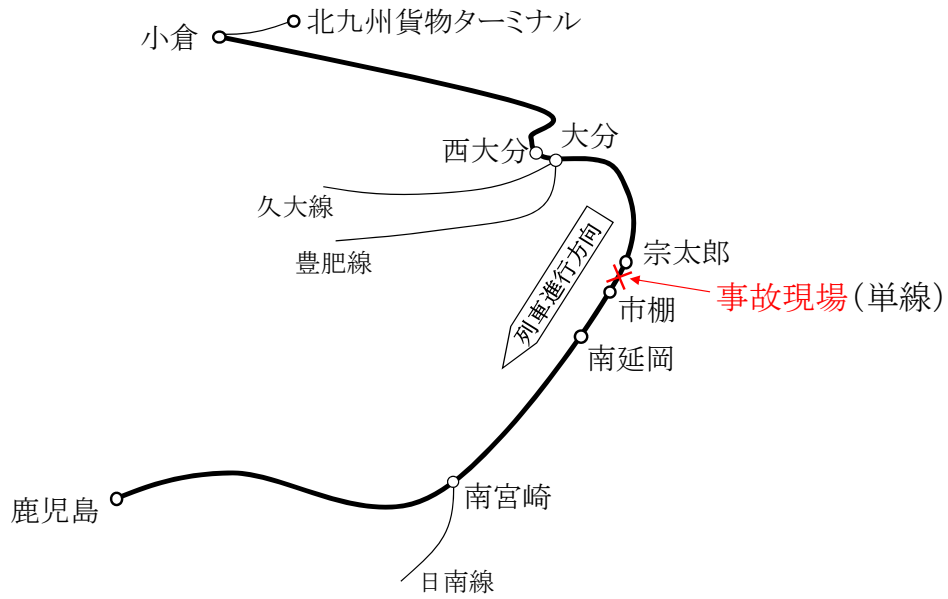 北九州貨物ターミナル
小倉
大分
西大分
久大線
豊肥線
列車進行方向
宗太郎
事故現場(単線)
市棚
南延岡
南宮崎
鹿児島
日南線